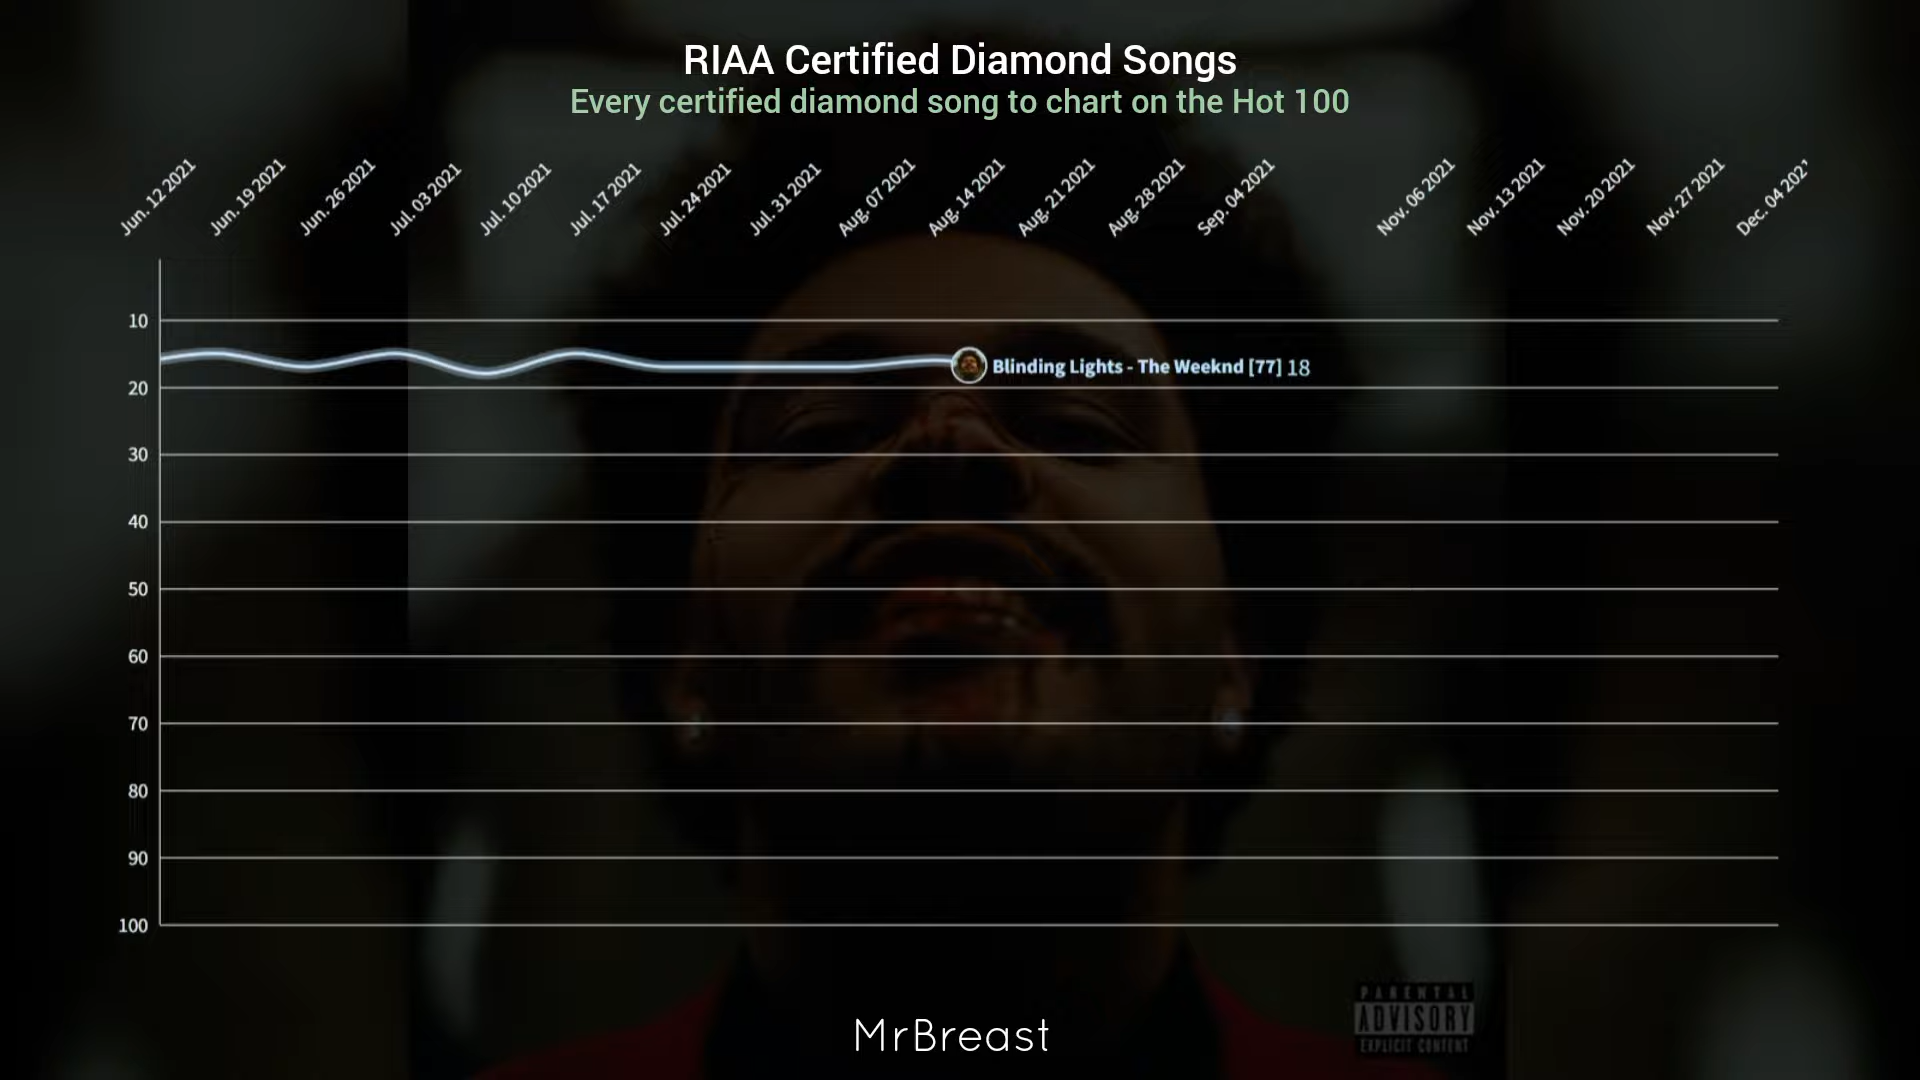 RIAA Certified Diamond Songs
Every certified diamond song to chart on the Hot 100
Jun. 12 2021
Jun. 19 2021
Jun. 26 2021
Jul. 03 2021
Jul. 10 2021
Jul. 17 2021
Jul. 24 2021
Jul. 31 2021
Aug. 07 2021
Aug. 14 2021
Aug. 21 2021
Aug. 28 2021
Sep. 04 2021
Nov. 06 2021
Nov. 13 2021
Nov. 20 2021
Nov. 27 2021
Dec. 04 202
10
Blinding Lights - The Weeknd [77] 18
20
30
40
50
60
70
80
90
100
PARENTAL
ADVISORY
EXPLICIT CONTENT
MrBreast